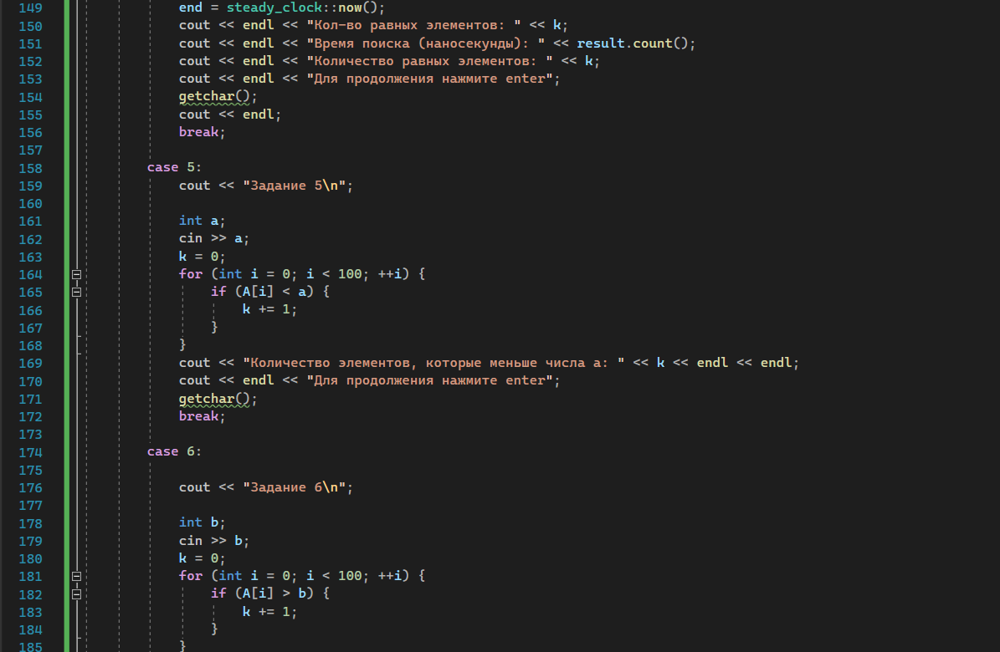 149 end = steady_clock::now();
150 cout << endl << "Кол-во равных элементов: " << k;
151 cout << endl << "Время поиска (наносекунды): " << result.count();
152 cout << endl << "Количество равных элементов: " << k;
153 cout << endl << "Для продолжения нажмите enter";
154 getchar();
155 cout << endl;
156 break;
157
158 case 5:
159 cout << "Задание 5\n";
160
161 int a;
162 cin >> a;
163 k = 0;
164 for (int i = 0; i < 100; ++i) {
165 if (A[i] < a) {
166 k += 1;
167 }
168 }
169 cout << "Количество элементов, которые меньше числа a: " << k << endl << endl;
170 cout << endl << "Для продолжения нажмите enter";
171 getchar();
172 break;
173
174 case 6:
175
176 cout << "Задание 6\n";
177
178 int b;
179 cin >> b;
180 k = 0;
181 for (int i = 0; i < 100; ++i) {
182 if (A[i] > b) {
183 k += 1;
184 }
185 }